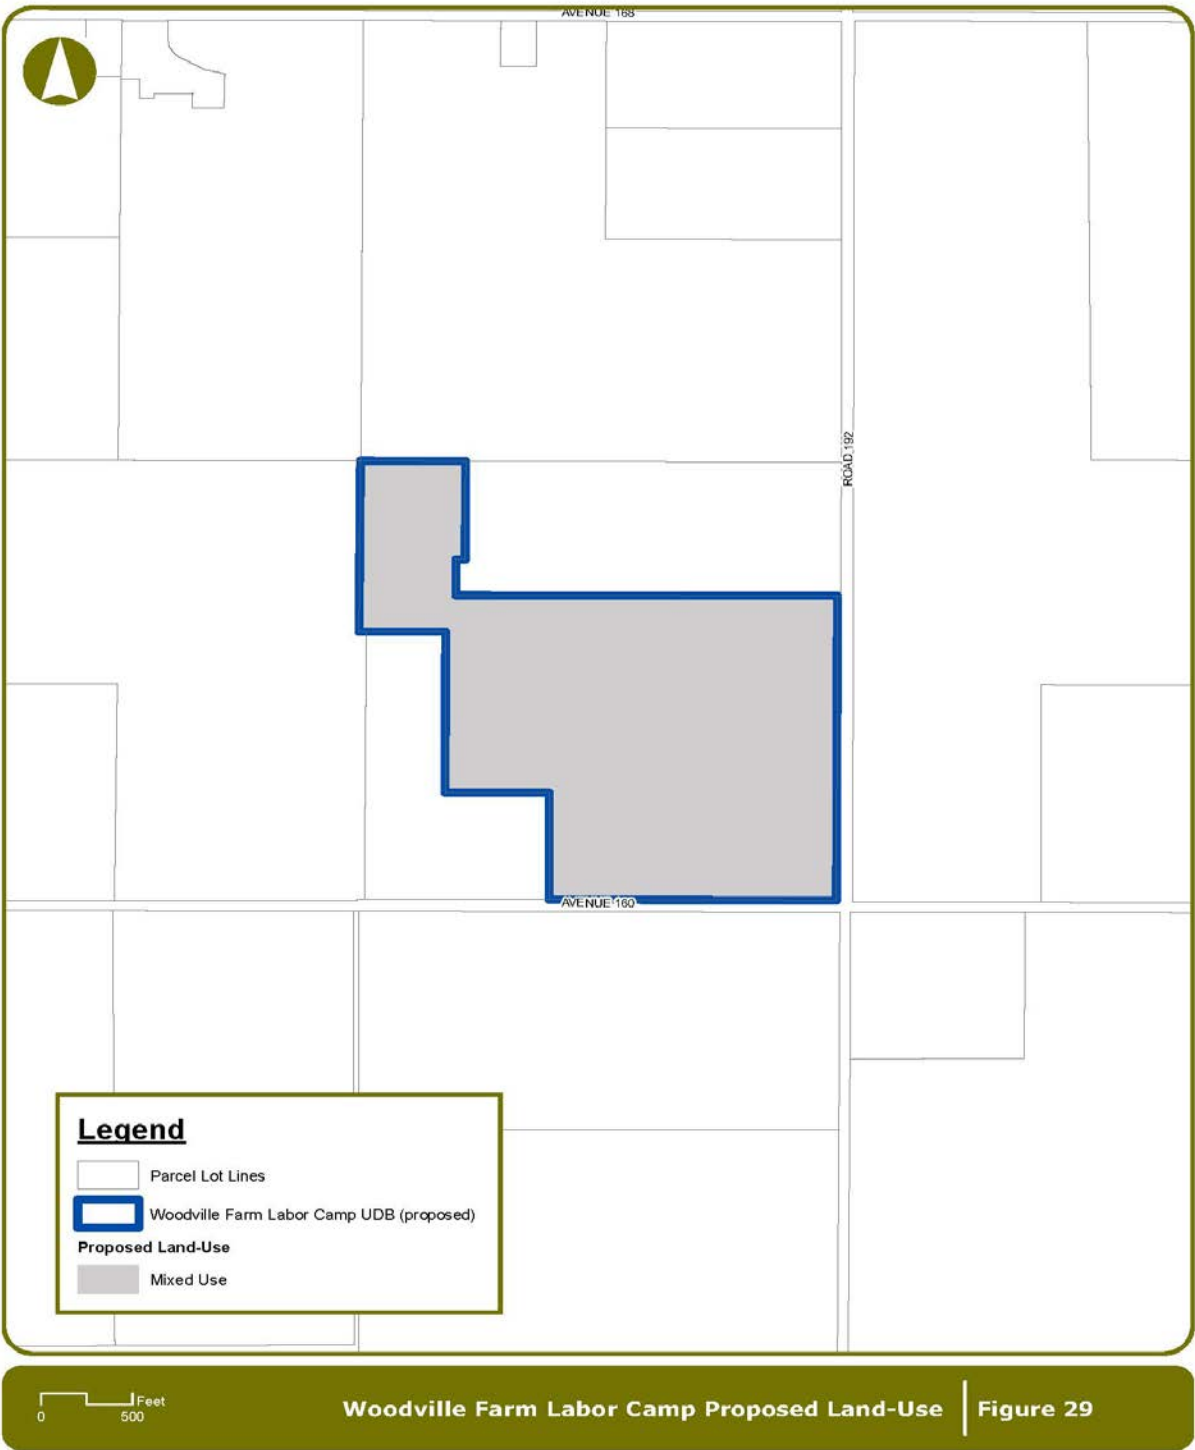 AVENUE 168
ROAD 192
AVENUE 160
Legend
Parcel Lot Lines
Woodville Farm Labor Camp UDB (proposed)
Proposed Land-Use
Mixed Use
Feet
0 500
Woodville Farm Labor Camp Proposed Land-Use Figure 29